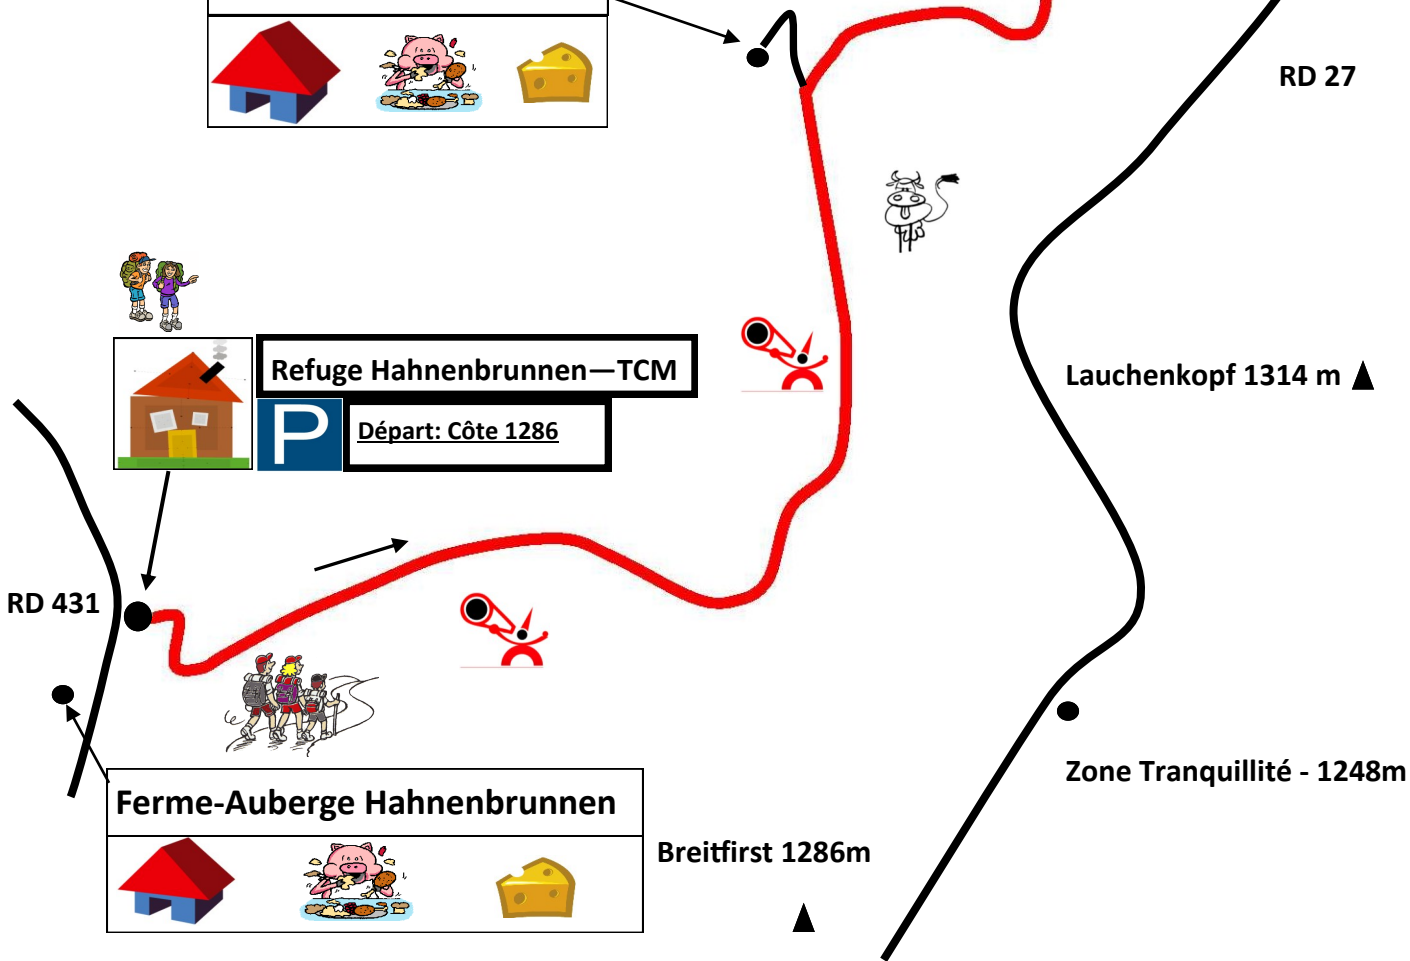 RD 27
Refuge Hahnenbrunnen—TCM
Lauchenkopf 1314 m
P
Départ: Côte 1286
RD 431
Zone Tranquillité - 1248m
Ferme-Auberge Hahnenbrunnen
Breitfirst 1286m